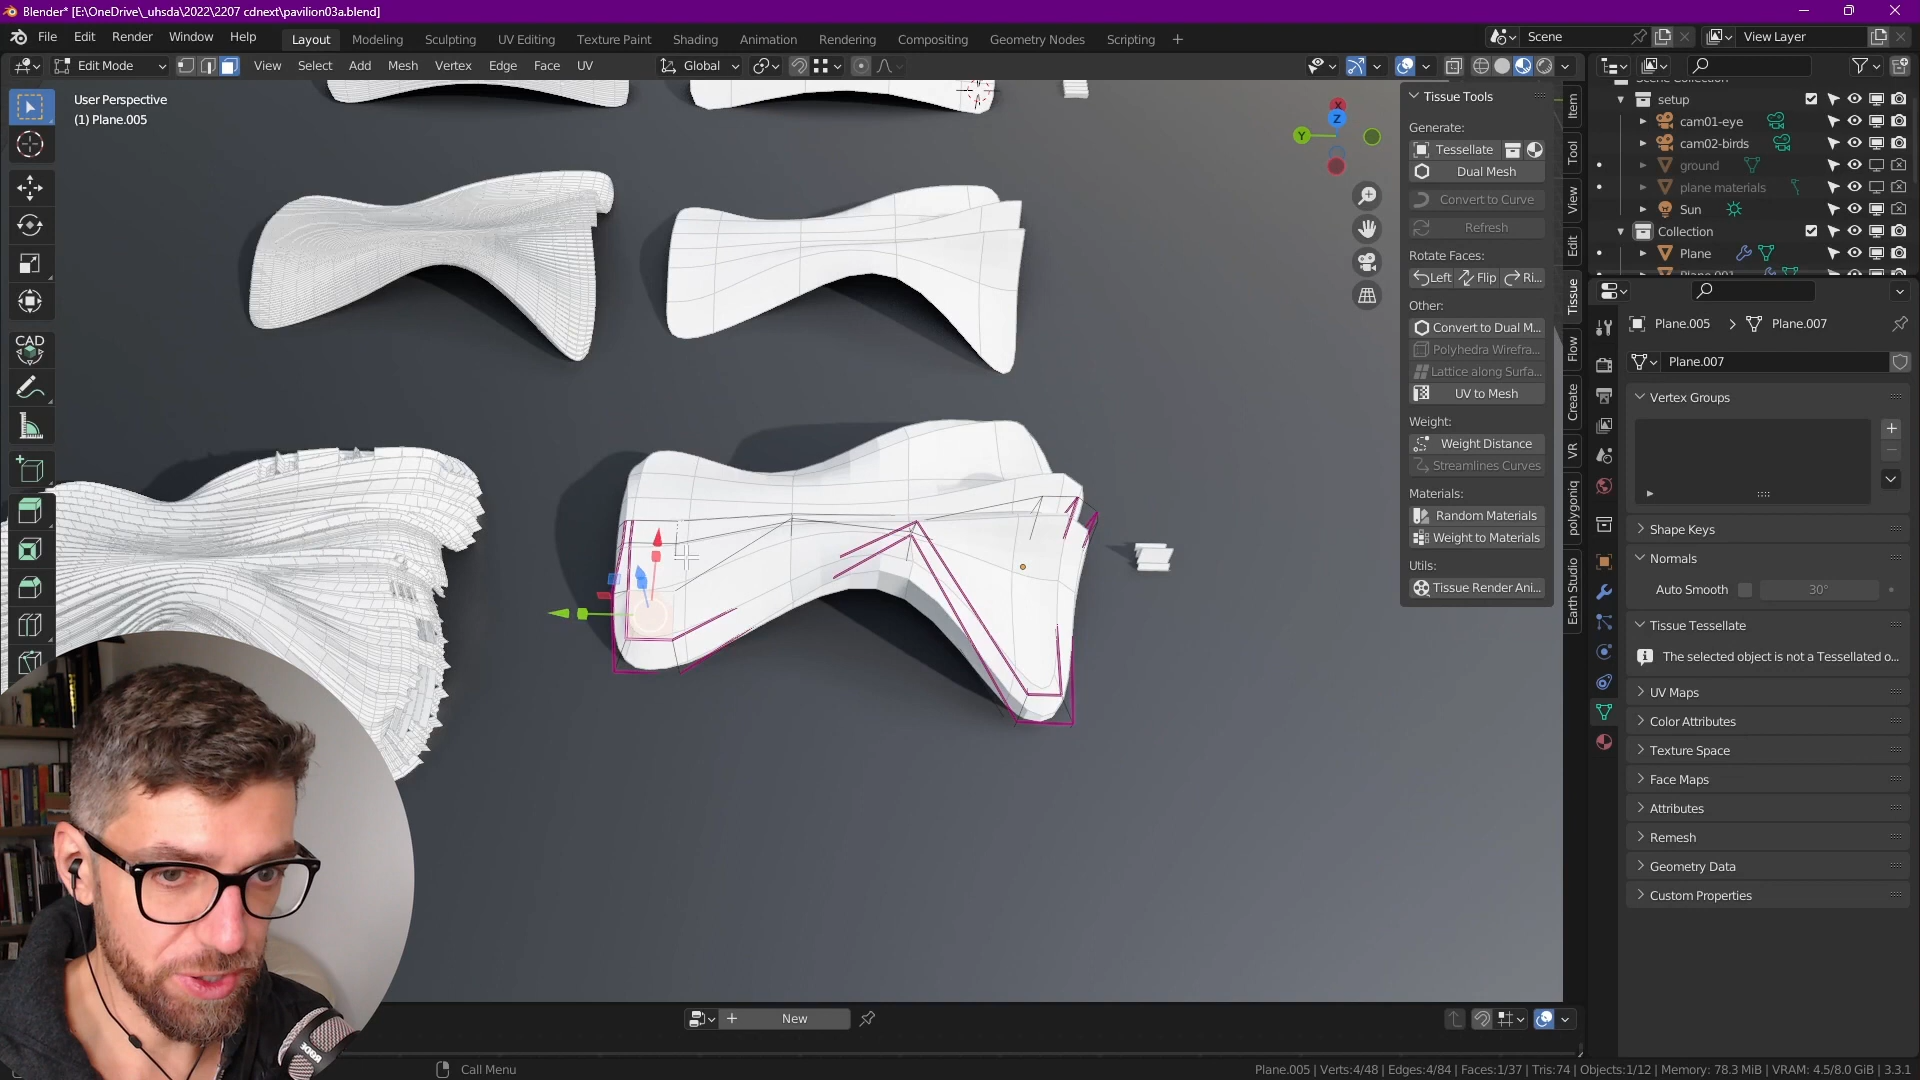 Blender* [E:\OneDrive\_uhsda\2022\2207 cdnext\pavilion03a.blend]
File Edit Render Window Help Layout Modeling Sculpting UV Editing Texture Paint Shading Animation Rendering Compositing Geometry Nodes Scripting + Scene View Layer
Edit Mode View Select Add Mesh Vertex Edge Face UV Global
User Perspective
(1) Plane.005
CAD
X
Y
Z
Tissue Tools
Generate:
Tessellate
Dual Mesh
Convert to Curve
Refresh
Rotate Faces:
Left Flip Ri...
Other:
Convert to Dual M...
Polyhedra Wirefra...
Lattice along Surfa...
UV to Mesh
Weight:
Weight Distance
Streamlines Curves
Materials:
Random Materials
Weight to Materials
Utils:
Tissue Render Ani...
Item
Tool
View
Edit
Tissue
Flow
Create
VR
polygoniq
Earth Studio
setup
cam01-eye
cam02-birds
ground
plane materials
Sun
Collection
Plane
Plane.005 > Plane.007
Plane.007
Vertex Groups
Shape Keys
Normals
Auto Smooth 30°
Tissue Tessellate
The selected object is not a Tessellated o...
UV Maps
Color Attributes
Texture Space
Face Maps
Attributes
Remesh
Geometry Data
Custom Properties
RODE
New
Call Menu
Plane.005 | Verts:4/48 | Edges:4/84 | Faces:1/37 | Tris:74 | Objects:1/12 | Memory: 78.3 MiB | VRAM: 4.5/8.0 GiB | 3.3.1